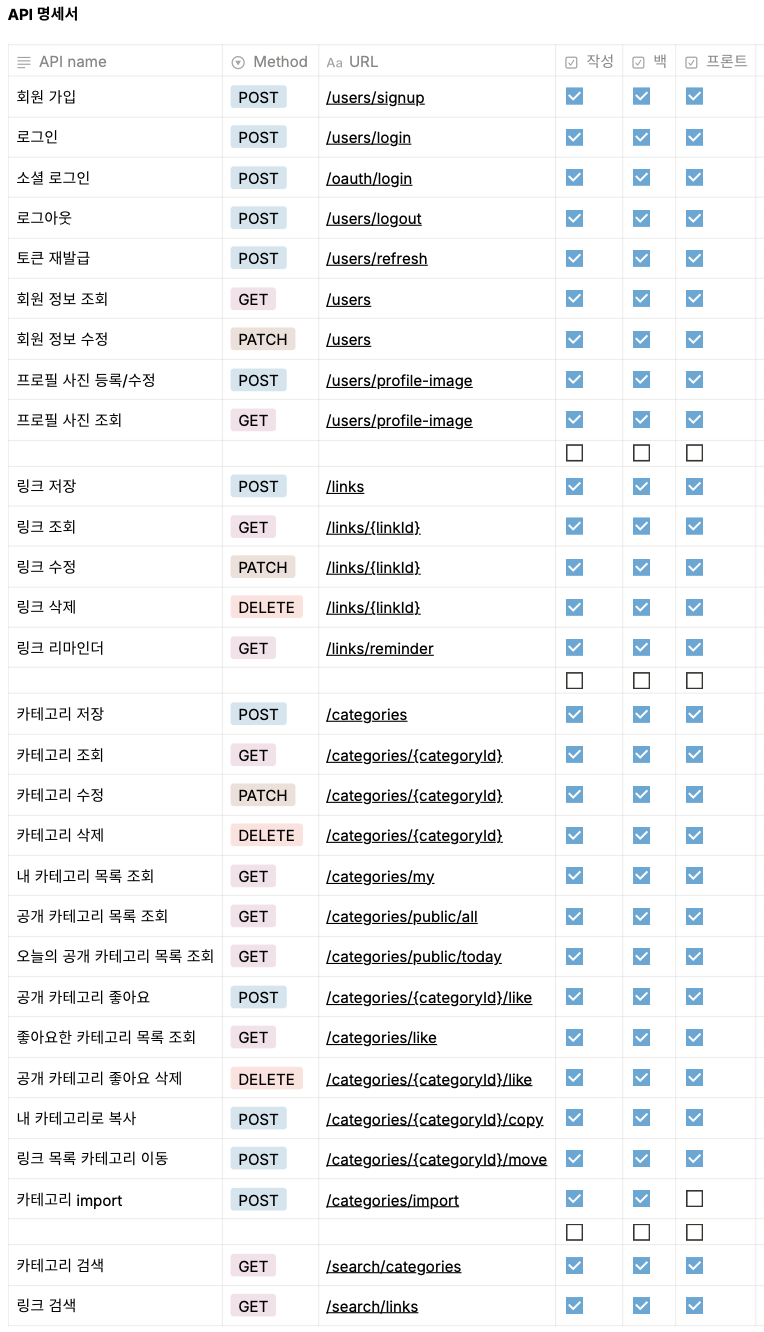 API 명세서
API name Method Aa URL 작성 백 프론트
회원 가입 POST /users/signup
로그인 POST /users/login
소셜 로그인 POST /oauth/login
로그아웃 POST /users/logout
토큰 재발급 POST /users/refresh
회원 정보 조회 GET /users
회원 정보 수정 PATCH /users
프로필 사진 등록/수정 POST /users/profile-image
프로필 사진 조회 GET /users/profile-image
링크 저장 POST /links
링크 조회 GET /links/{linkId}
링크 수정 PATCH /links/{linkId}
링크 삭제 DELETE /links/{linkId}
링크 리마인더 GET /links/reminder
카테고리 저장 POST /categories
카테고리 조회 GET /categories/{categoryId}
카테고리 수정 PATCH /categories/{categoryId}
카테고리 삭제 DELETE /categories/{categoryId}
내 카테고리 목록 조회 GET /categories/my
공개 카테고리 목록 조회 GET /categories/public/all
오늘의 공개 카테고리 목록 조회 GET /categories/public/today
공개 카테고리 좋아요 POST /categories/{categoryId}/like
좋아요한 카테고리 목록 조회 GET /categories/like
공개 카테고리 좋아요 삭제 DELETE /categories/{categoryId}/like
내 카테고리로 복사 POST /categories/{categoryId}/copy
링크 목록 카테고리 이동 POST /categories/{categoryId}/move
카테고리 import POST /categories/import
카테고리 검색 GET /search/categories
링크 검색 GET /search/links